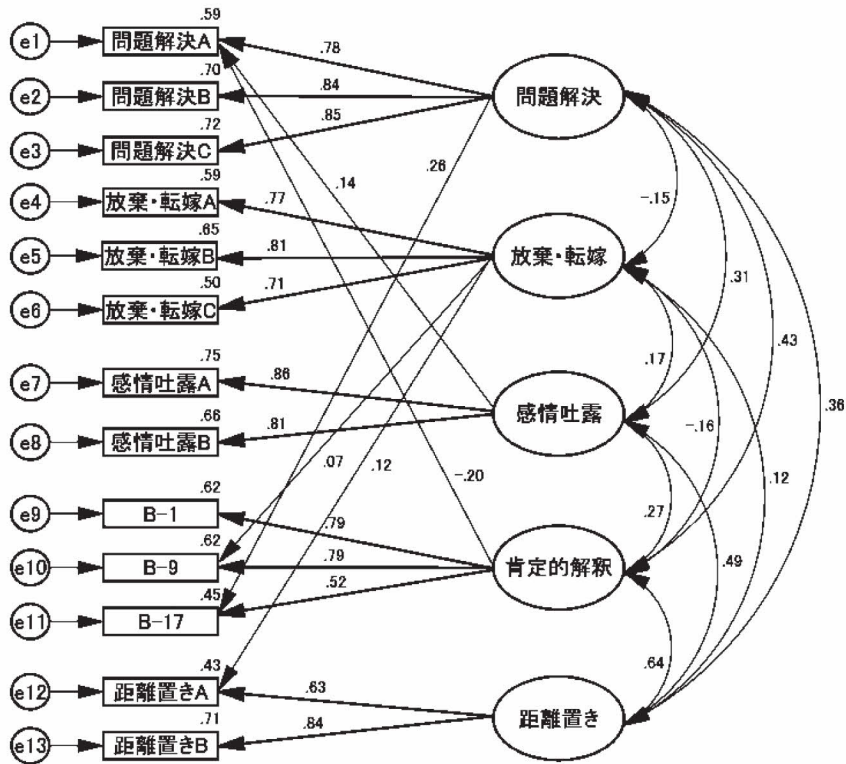 .59
e1 問題解決A
.78
.70
e2 問題解決B
.84
問題解決
.72
e3 問題解決C
.85
.26
.14
-.15
.59
e4 放棄・転嫁A
.77
.65
e5 放棄・転嫁B
.81
放棄・転嫁
.31
.50
e6 放棄・転嫁C
.71
.43
.17
.75
e7 感情吐露A
.86
感情吐露
.36
-.16
.66
e8 感情吐露B
.81
.07
.12
-.20
.12
.62
e9 B-1
.79
.27
.62
e10 B-9
.79
肯定的解釈
.49
.45
e11 B-17
.52
.64
.43
e12 距離置きA
.63
距離置き
.71
e13 距離置きB
.84